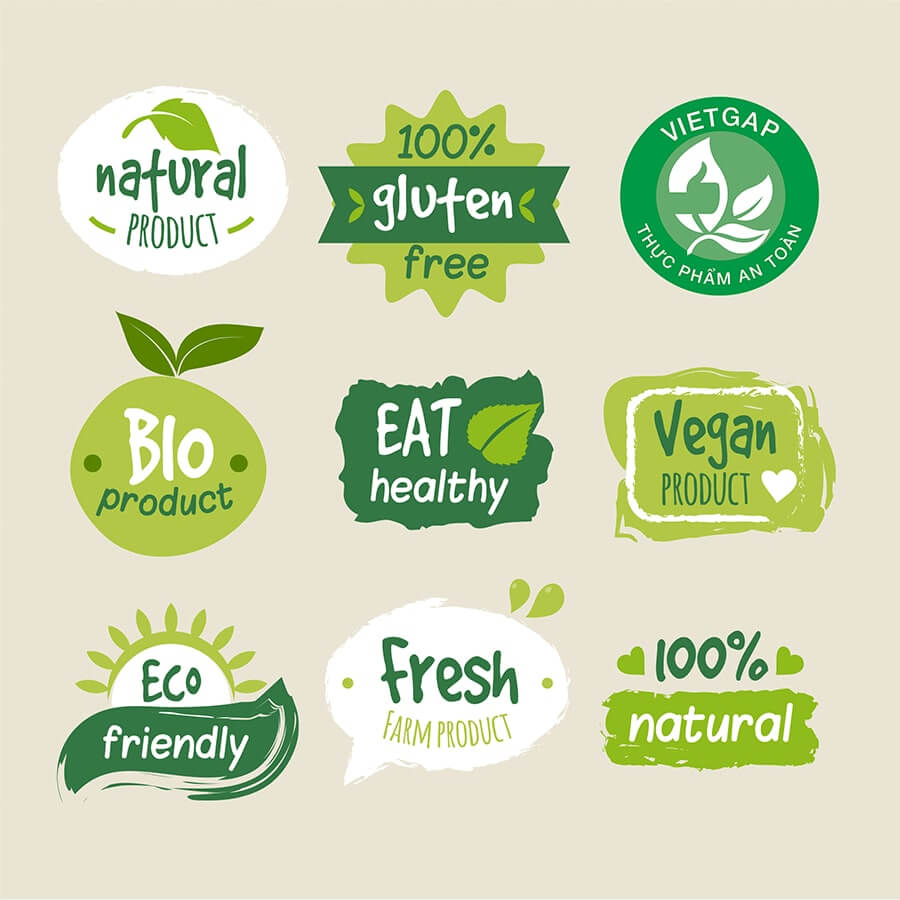 natural
PRODUCT
100%
gluten
free
VIETGAP
THỰC PHẨM AN TOÀN
BIo
product
EAT
healthy
Vegan
PRODUCT
Eco
friendly
fresh
FARM PRODUCT
100%
natural